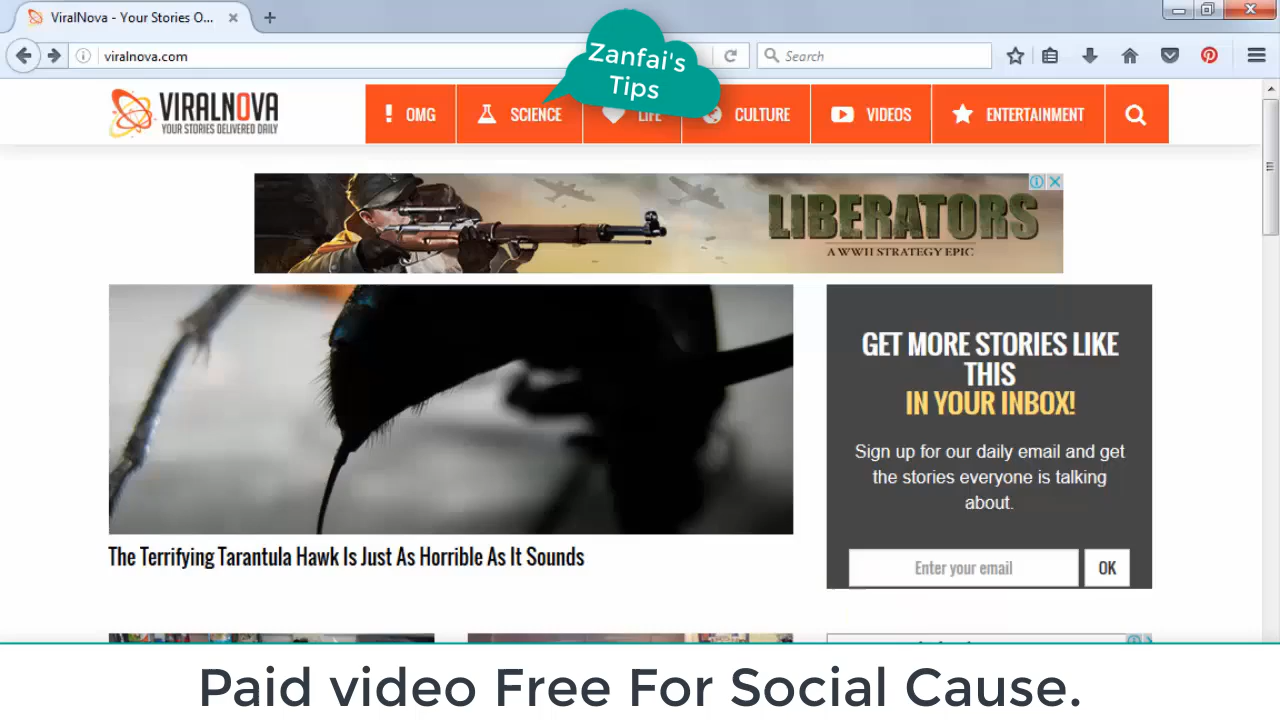 ViralNova - Your Stories O...
viralnova.com
Search
Zanfai's
Tips
VIRALNOVA
YOUR STORIES DELIVERED DAILY
OMG
SCIENCE
LIFE
CULTURE
VIDEOS
ENTERTAINMENT
LIBERATORS
A WWII STRATEGY EPIC
GET MORE STORIES LIKE
THIS
IN YOUR INBOX!
Sign up for our daily email and get
the stories everyone is talking
about.
Enter your email
OK
The Terrifying Tarantula Hawk Is Just As Horrible As It Sounds
Paid video Free For Social Cause.